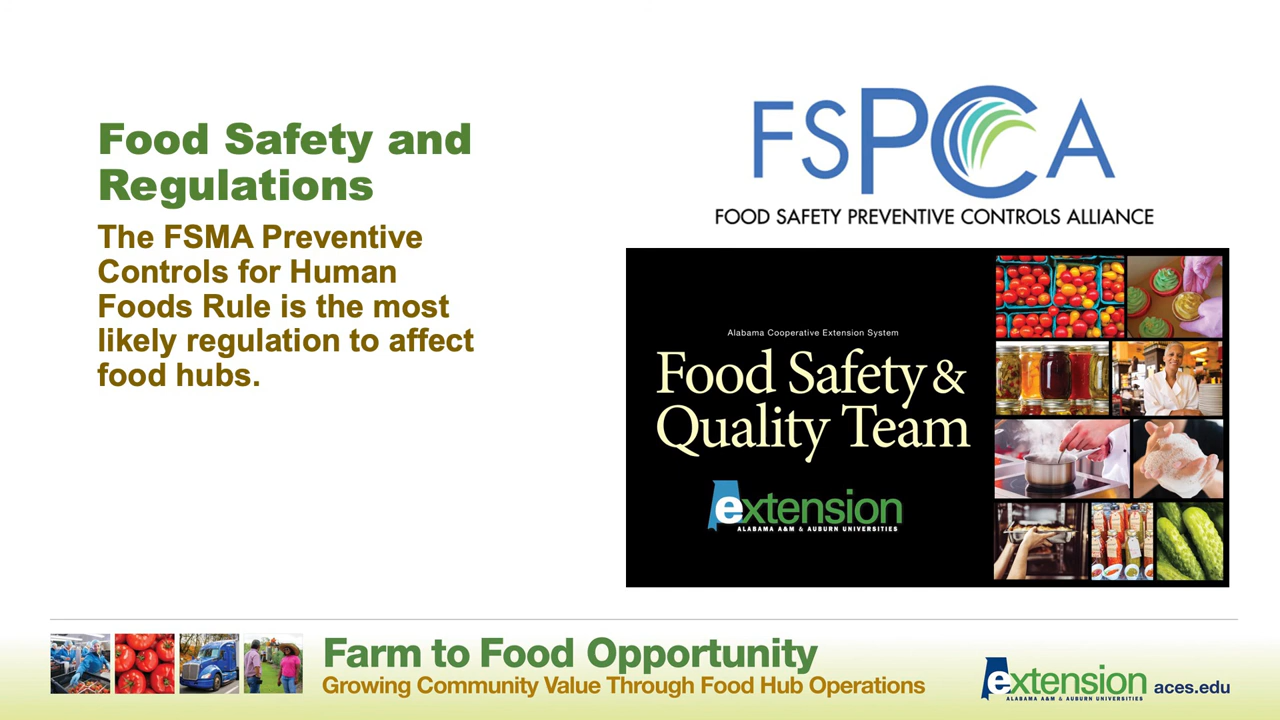 Food Safety and
Regulations
The FSMA Preventive
Controls for Human
Foods Rule is the most
likely regulation to affect
food hubs.
FSPCA
FOOD SAFETY PREVENTIVE CONTROLS ALLIANCE
Alabama Cooperative Extension System
Food Safety &
Quality Team
extension
ALABAMA A&M & AUBURN UNIVERSITIES
Farm to Food Opportunity
Growing Community Value Through Food Hub Operations
extension
ALABAMA A&M & AUBURN UNIVERSITIES
aces.edu